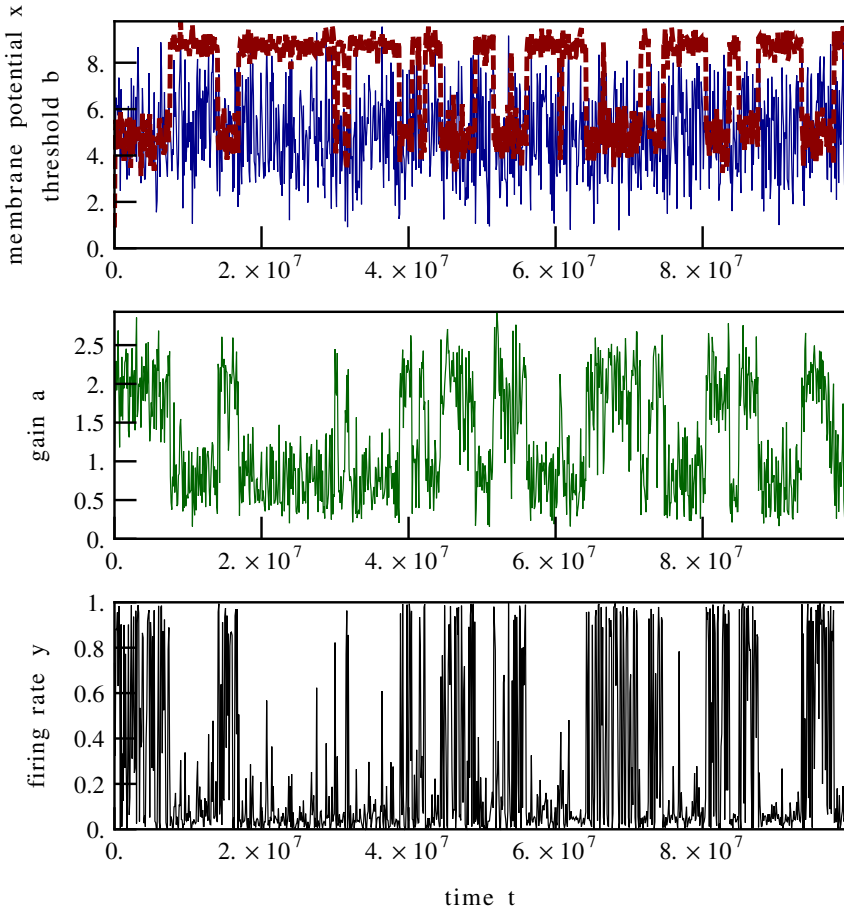 membrane potential x
threshold b
8.
6.
4.
2.
0.
0. 2. × 10^7 4. × 10^7 6. × 10^7 8. × 10^7
gain a
2.5
2.0
1.5
1.0
0.5
0.
0. 2. × 10^7 4. × 10^7 6. × 10^7 8. × 10^7
firing rate y
1.
0.8
0.6
0.4
0.2
0.
0. 2. × 10^7 4. × 10^7 6. × 10^7 8. × 10^7
time t